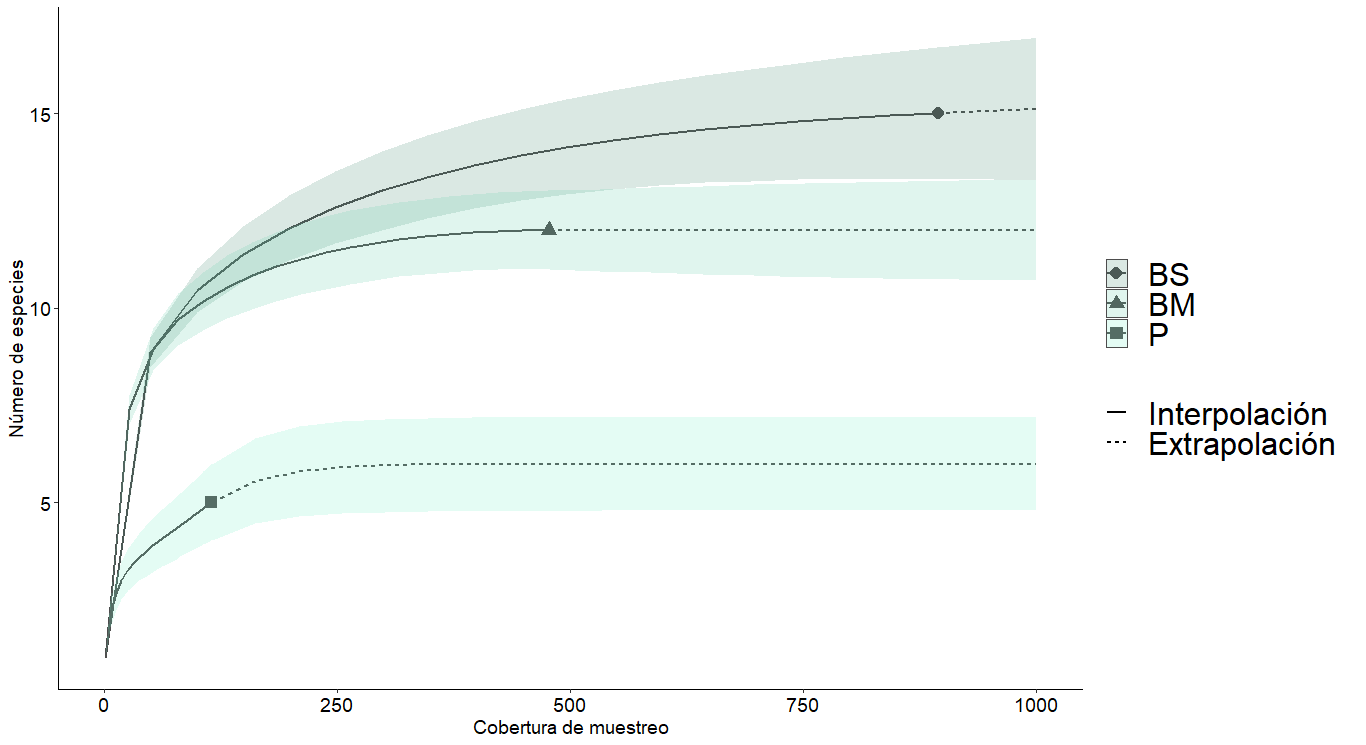 Número de especies
15
10
5
0
250
500
750
1000
Cobertura de muestreo
BS
BM
P
Interpolación
Extrapolación